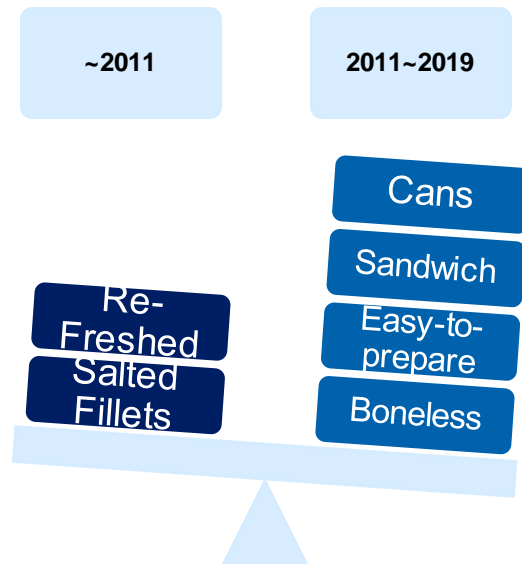 ~2011
2011~2019
Cans
Sandwich
Easy-to-
prepare
Boneless
Re-
Freshed
Salted
Fillets